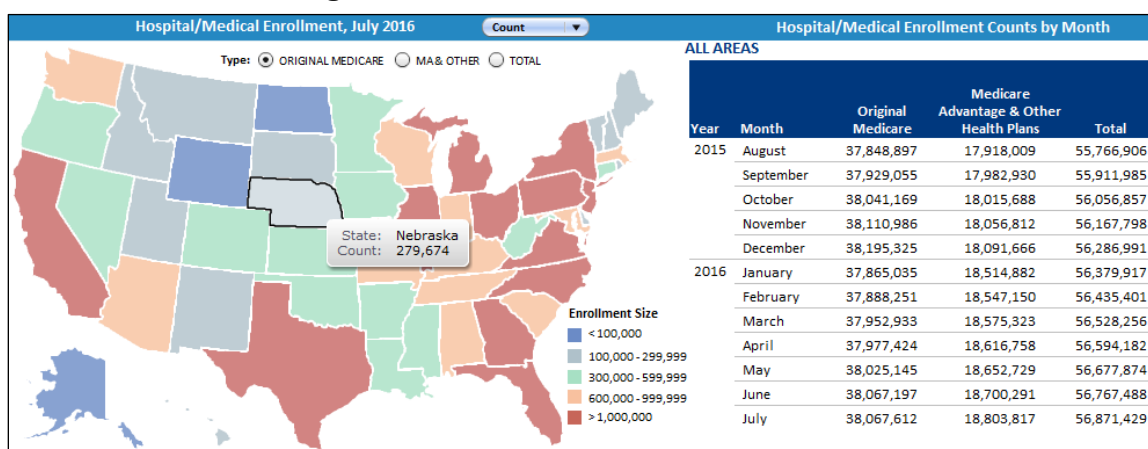 Hospital/Medical Enrollment, July 2016
Count
Type: ORIGINAL MEDICARE MA& OTHER TOTAL
State: Nebraska
Count: 279,674
Enrollment Size
<100,000
100,000-299,999
300,000-599,999
600,000-999,999
>1,000,000
Hospital/Medical Enrollment Counts by Month
ALL AREAS
Year Month Original Medicare Medicare Advantage & Other Health Plans Total
2015 August 37,848,897 17,918,009 55,766,906
September 37,929,055 17,982,930 55,911,985
October 38,041,169 18,015,688 56,056,857
November 38,110,986 18,056,812 56,167,798
December 38,195,325 18,091,666 56,286,991
2016 January 37,865,035 18,514,882 56,379,917
February 37,888,251 18,547,150 56,435,401
March 37,952,933 18,575,323 56,528,256
April 37,977,424 18,616,758 56,594,182
May 38,025,145 18,652,729 56,677,874
June 38,067,197 18,700,291 56,767,488
July 38,067,612 18,803,817 56,871,429